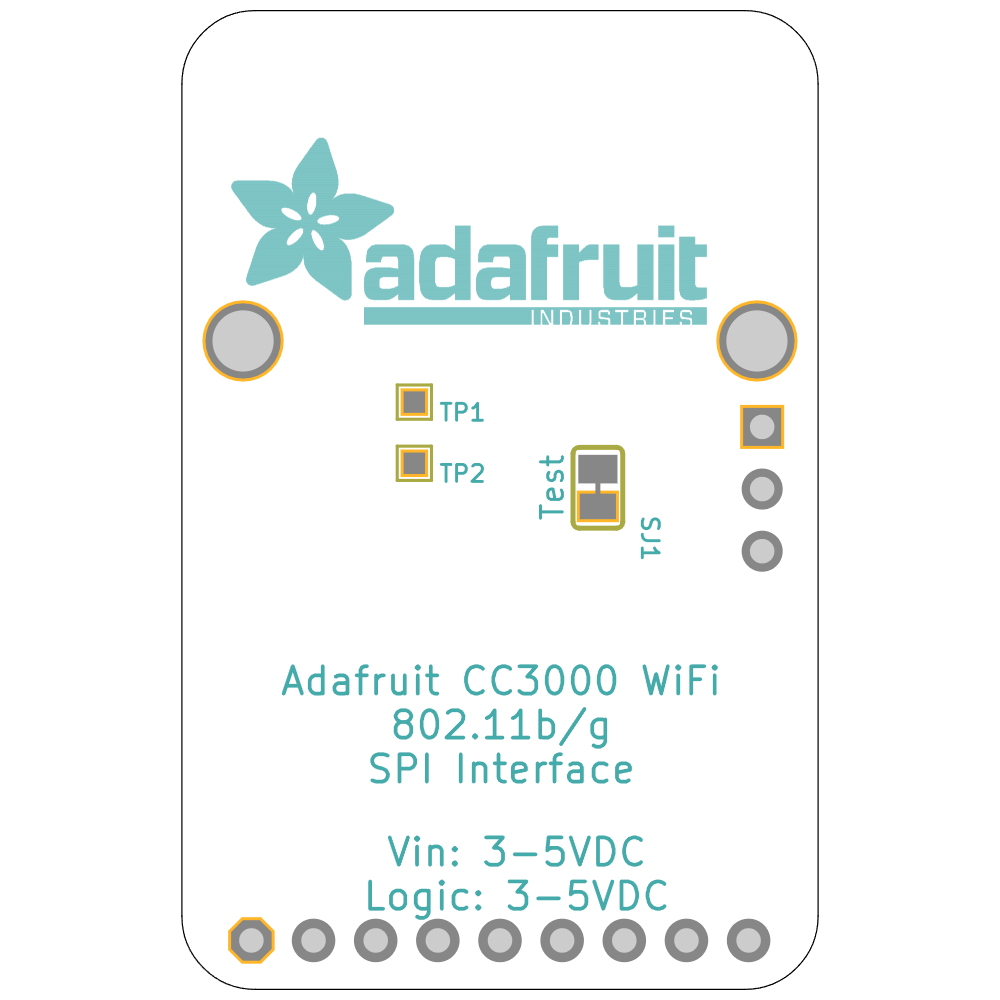 adafruit
INDUSTRIES
TP1
TP2
Test
SJ1
Adafruit CC3000 WiFi
802.11b/g
SPI Interface
Vin: 3-5VDC
Logic: 3-5VDC